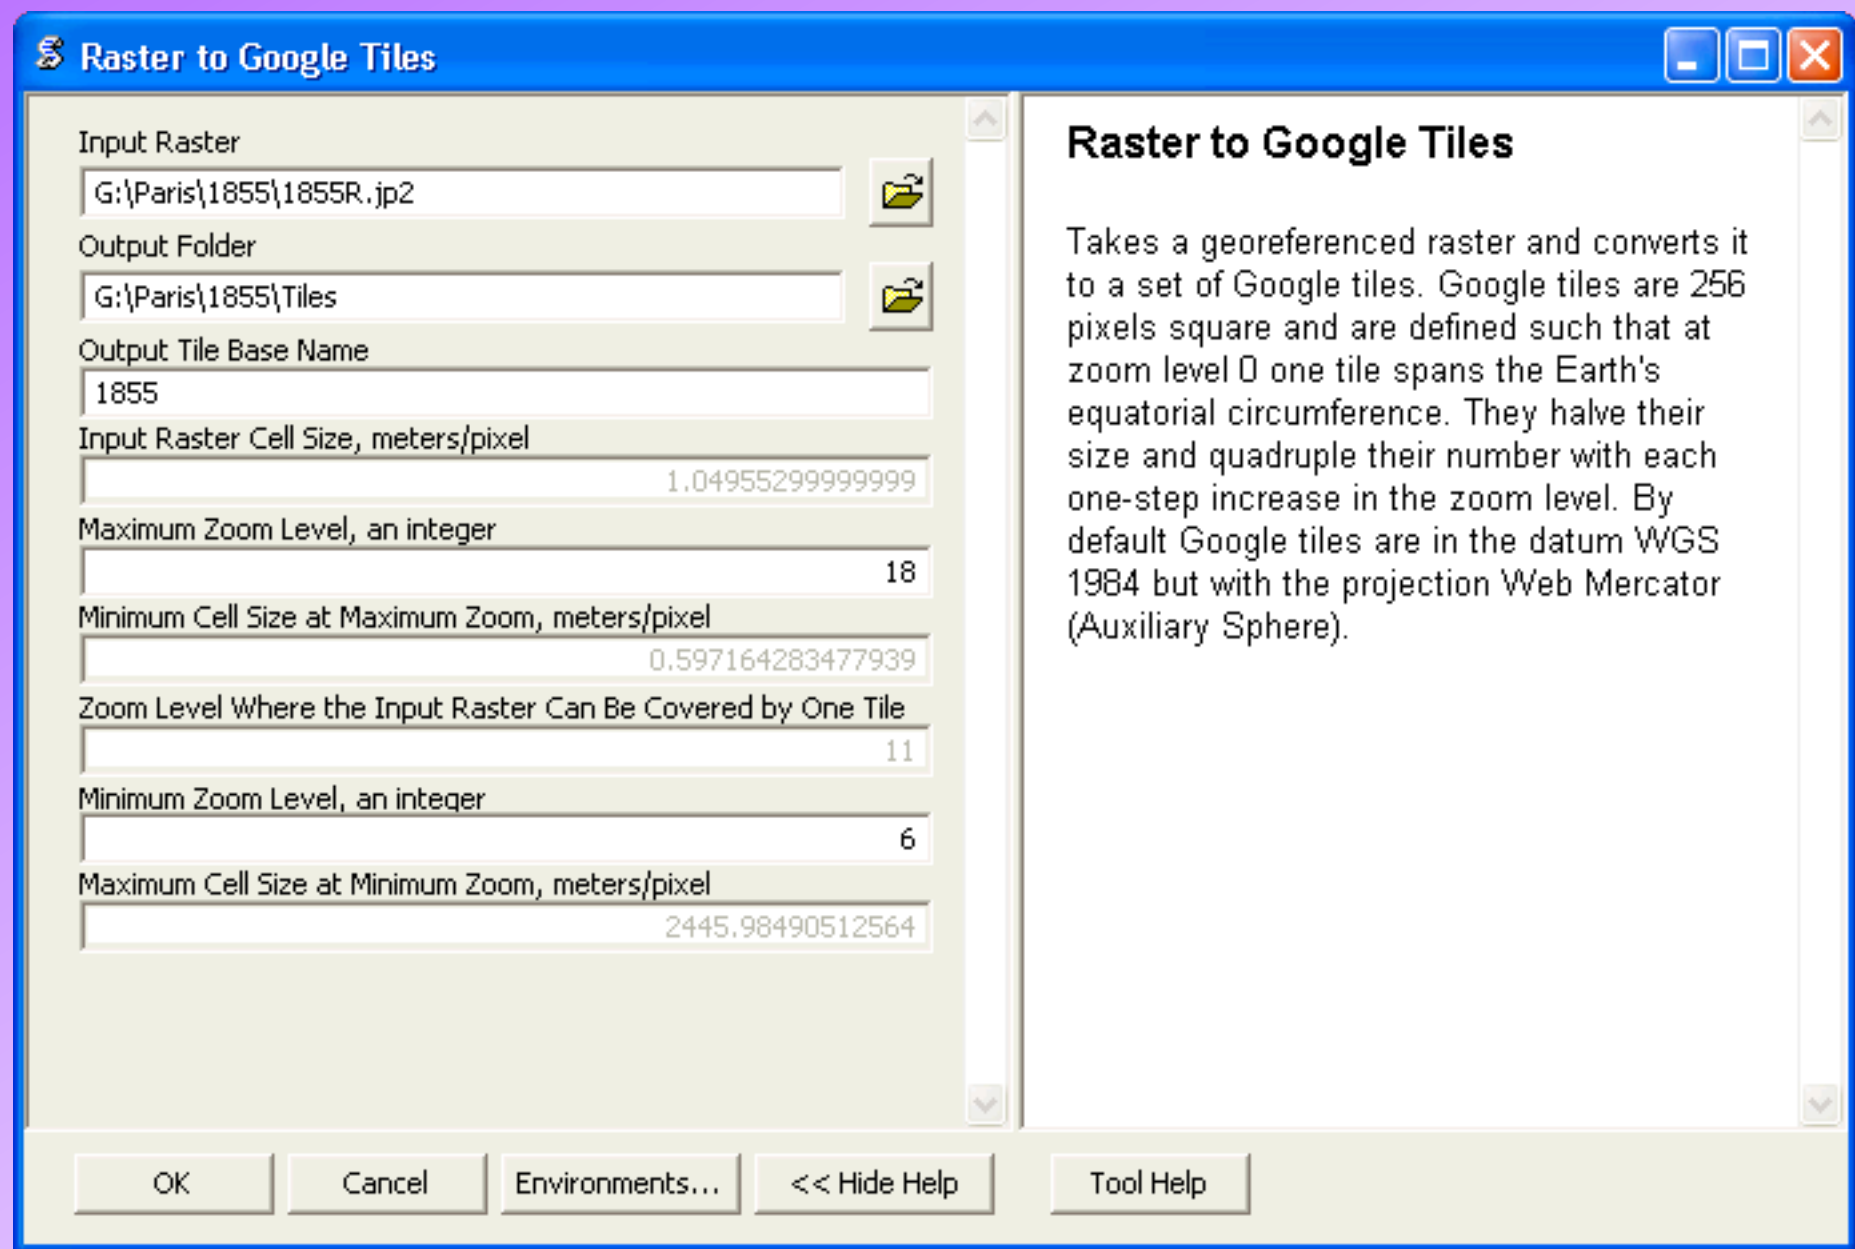 Raster to Google Tiles
Input Raster
G:\Paris\1855\1855R.jp2
Output Folder
G:\Paris\1855\Tiles
Output Tile Base Name
1855
Input Raster Cell Size, meters/pixel
1.04955299999999
Maximum Zoom Level, an integer
18
Minimum Cell Size at Maximum Zoom, meters/pixel
0.597164283477939
Zoom Level Where the Input Raster Can Be Covered by One Tile
11
Minimum Zoom Level, an integer
6
Maximum Cell Size at Minimum Zoom, meters/pixel
2445.98490512564
Raster to Google Tiles
Takes a georeferenced raster and converts it
to a set of Google tiles. Google tiles are 256
pixels square and are defined such that at
zoom level 0 one tile spans the Earth's
equatorial circumference. They halve their
size and quadruple their number with each
one-step increase in the zoom level. By
default Google tiles are in the datum WGS
1984 but with the projection Web Mercator
(Auxiliary Sphere).
OK
Cancel
Environments...
<< Hide Help
Tool Help